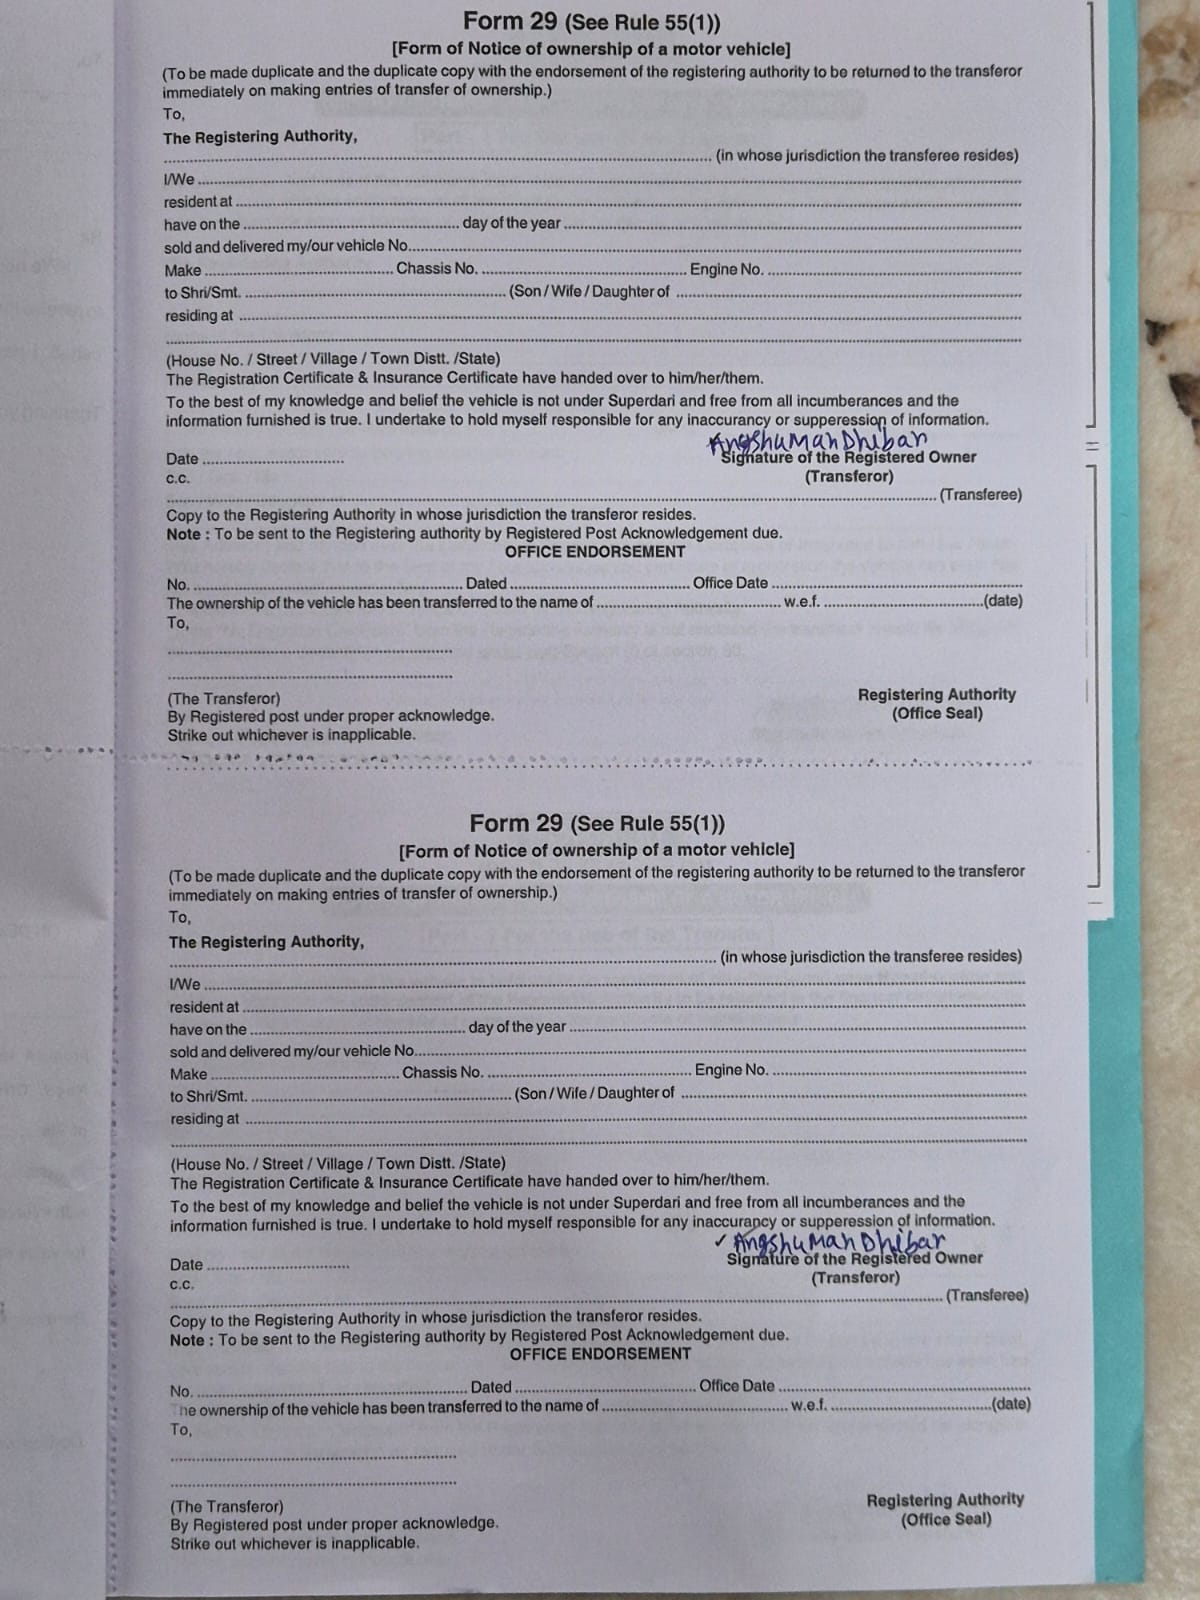 Form 29 (See Rule 55(1))
[Form of Notice of ownership of a motor vehicle]
(To be made duplicate and the duplicate copy with the endorsement of the registering authority to be returned to the transferor
immediately on making entries of transfer of ownership.)
To,
The Registering Authority,
(in whose jurisdiction the transferee resides)
I/We
resident at
have on the day of the year
sold and delivered my/our vehicle No.
Make Chassis No. Engine No.
to Shri/Smt. (Son / Wife / Daughter of
residing at
(House No. / Street / Village / Town Distt. /State)
The Registration Certificate & Insurance Certificate have handed over to him/her/them.
To the best of my knowledge and belief the vehicle is not under Superdari and free from all incumberances and the
information furnished is true. I undertake to hold myself responsible for any inaccurancy or supperession of information.
Angshuman Dhibar
Date Signature of the Registered Owner
c.c. (Transferor)
(Transferee)
Copy to the Registering Authority in whose jurisdiction the transferor resides.
Note : To be sent to the Registering authority by Registered Post Acknowledgement due.
OFFICE ENDORSEMENT
No. Dated Office Date
The ownership of the vehicle has been transferred to the name of w.e.f. (date)
To,
(The Transferor) Registering Authority
By Registered post under proper acknowledge. (Office Seal)
Strike out whichever is inapplicable.
Form 29 (See Rule 55(1))
[Form of Notice of ownership of a motor vehicle]
(To be made duplicate and the duplicate copy with the endorsement of the registering authority to be returned to the transferor
immediately on making entries of transfer of ownership.)
To,
The Registering Authority,
(in whose jurisdiction the transferee resides)
I/We
resident at
have on the day of the year
sold and delivered my/our vehicle No.
Make Chassis No. Engine No.
to Shri/Smt. (Son / Wife / Daughter of
residing at
(House No. / Street / Village / Town Distt. /State)
The Registration Certificate & Insurance Certificate have handed over to him/her/them.
To the best of my knowledge and belief the vehicle is not under Superdari and free from all incumberances and the
information furnished is true. I undertake to hold myself responsible for any inaccurancy or supperession of information.
✓ Angshuman Dhibar
Date Signature of the Registered Owner
c.c. (Transferor)
(Transferee)
Copy to the Registering Authority in whose jurisdiction the transferor resides.
Note : To be sent to the Registering authority by Registered Post Acknowledgement due.
OFFICE ENDORSEMENT
No. Dated Office Date
The ownership of the vehicle has been transferred to the name of w.e.f. (date)
To,
(The Transferor) Registering Authority
By Registered post under proper acknowledge. (Office Seal)
Strike out whichever is inapplicable.